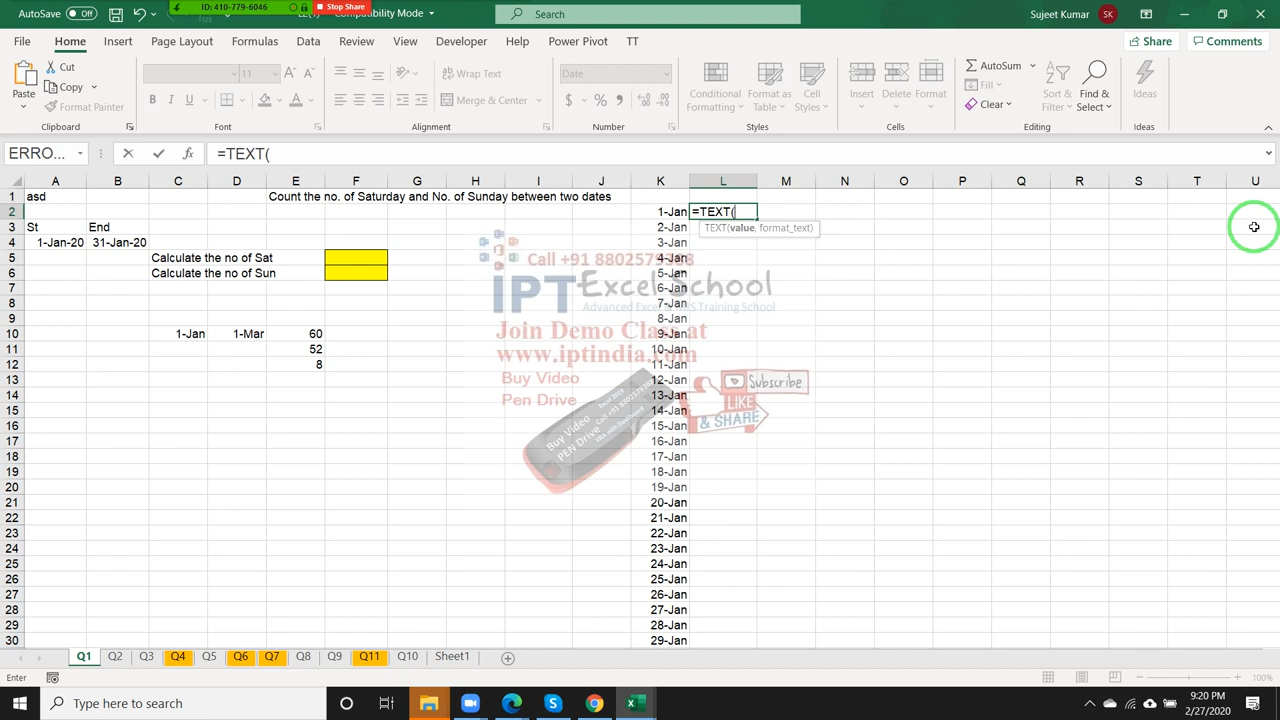 AutoSave Off ID: 410-779-6046 Stop Share Compatibility Mode Search Sujeet Kumar SK
File Home Insert Page Layout Formulas Data Review View Developer Help Power Pivot TT Share Comments
Paste Cut Copy Format Painter
11 Wrap Text Merge & Center
Date
Conditional Formatting Format as Table Cell Styles
Insert Delete Format
AutoSum Fill Clear Sort & Filter Find & Select Ideas
Clipboard Font Alignment Number Styles Cells Editing Ideas
ERRO... =TEXT(
A B C D E F G H I J K L M N O P Q R S T U
1 asd Count the no. of Saturday and No. of Sunday between two dates
2 1-Jan =TEXT(
3 St End 2-Jan TEXT(value, format_text)
4 1-Jan-20 31-Jan-20 3-Jan
5 Calculate the no of Sat 4-Jan
6 Calculate the no of Sun 5-Jan
7 6-Jan
8 7-Jan
9 8-Jan
10 1-Jan 1-Mar 60 9-Jan
11 52 10-Jan
12 8 11-Jan
13 12-Jan
14 13-Jan
15 14-Jan
16 15-Jan
17 16-Jan
18 17-Jan
19 18-Jan
20 19-Jan
21 20-Jan
22 21-Jan
23 22-Jan
24 23-Jan
25 24-Jan
26 25-Jan
27 26-Jan
28 27-Jan
29 28-Jan
30 29-Jan
Call +91 8802579388
IPT Excel School
Advanced Excel & MIS Training School
Join Demo Class at
www.iptindia.com
Buy Video
Pen Drive
Subscribe
LIKE
& SHARE
Buy Video
PEN Drive
Q1 Q2 Q3 Q4 Q5 Q6 Q7 Q8 Q9 Q11 Q10 Sheet1
Enter 100%
Type here to search 9:20 PM
2/27/2020